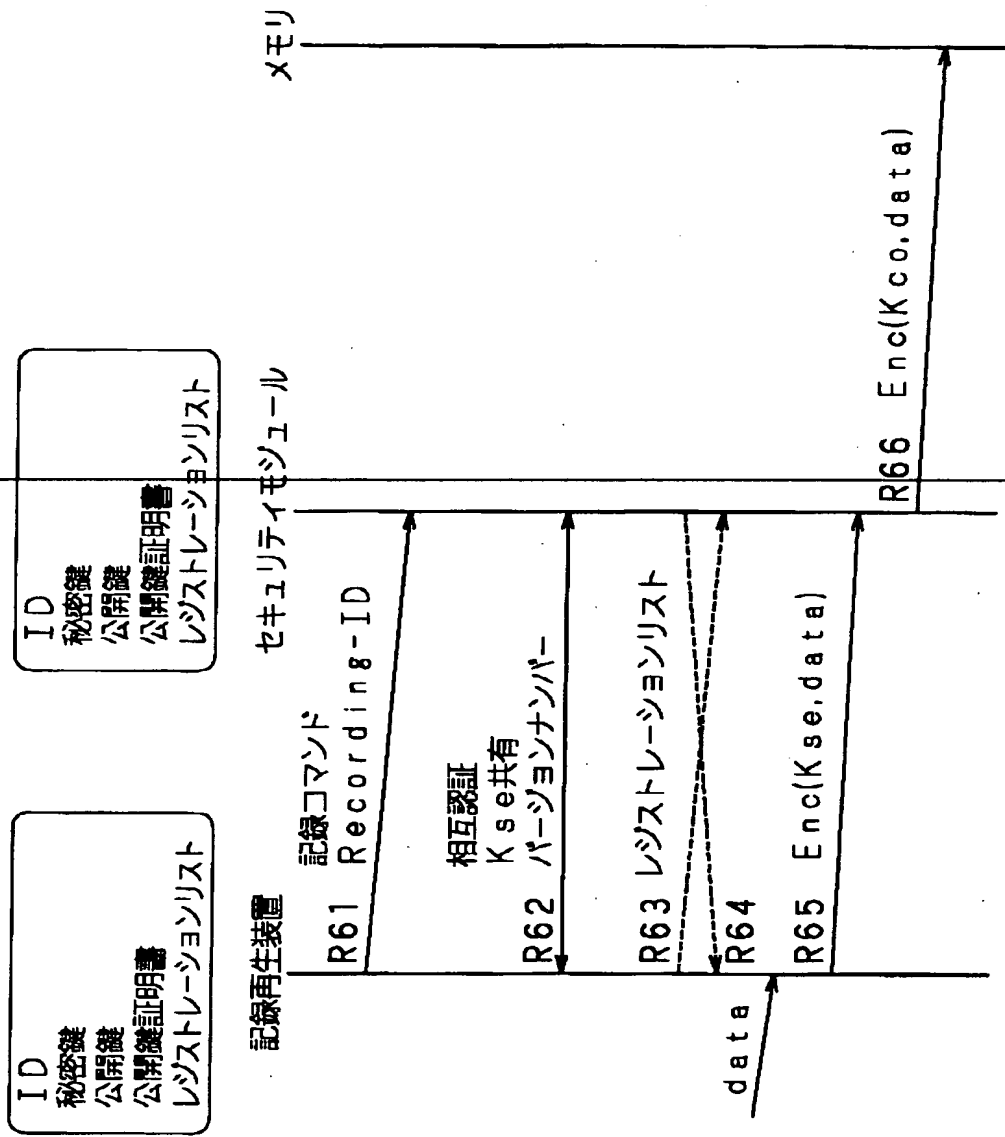 ID
秘密鍵
公開鍵
公開鍵証明書
レジストレーションリスト
ID
秘密鍵
公開鍵
公開鍵証明書
レジストレーションリスト
記録再生装置
セキュリティモジュール
メモリ
記録コマンド
R61 Recording-ID
相互認証
Kse共有
R62 バージョンナンバー
R63 レジストレーションリスト
R64
data
R65 Enc(Kse,data)
R66 Enc(Kco,data)